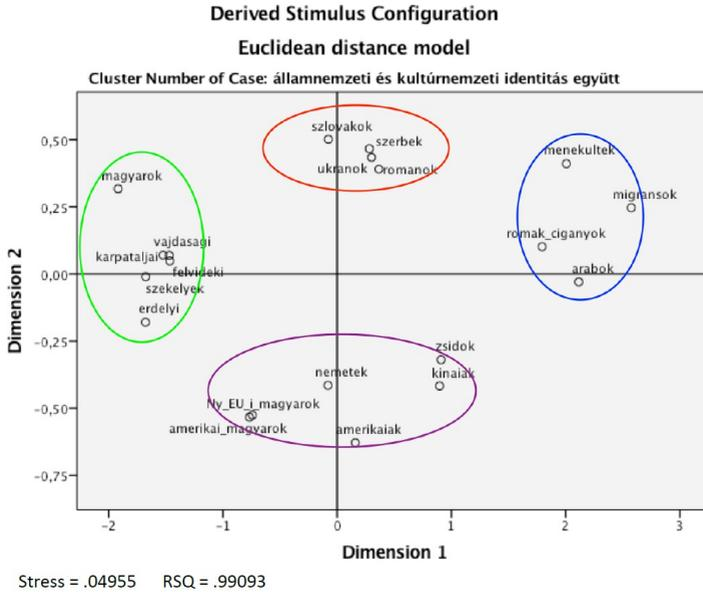 Derived Stimulus Configuration
Euclidean distance model
Cluster Number of Case: államnemzeti és kultúrnemzeti identitás együtt
szlovakok
0,50
szerbek
menekultek
ukranok
romanok
magyarok
migransok
0,25
romak_ciganyok
vajdasagi
karpataljai
felvideki
arabok
0,00
szekelyek
erdelyi
Dimension 2
-0,25
zsidok
nemetek
kinaiak
Ny_EU_i_magyarok
-0,50
amerikai_magyarok
amerikaiak
-0,75
-2 -1 0 1 2 3
Dimension 1
Stress = .04955 RSQ = .99093